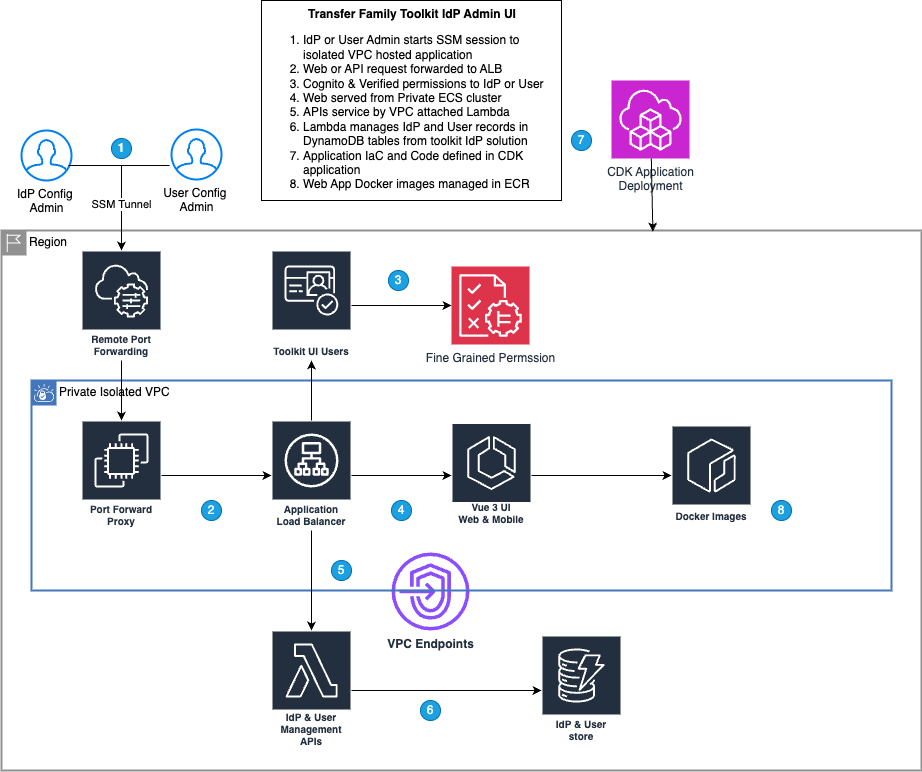 Transfer Family Toolkit IdP Admin UI
1. IdP or User Admin starts SSM session to
isolated VPC hosted application
2. Web or API request forwarded to ALB
3. Cognito & Verified permissions to IdP or User
4. Web served from Private ECS cluster
5. APIs service by VPC attached Lambda
6. Lambda manages IdP and User records in
DynamoDB tables from toolkit IdP solution
7. Application IaC and Code defined in CDK
application
8. Web App Docker images managed in ECR
1
7
IdP Config
Admin
User Config
Admin
SSM Tunnel
CDK Application
Deployment
Region
Remote Port
Forwarding
Toolkit UI Users
3
Fine Grained Permssion
Private Isolated VPC
Port Forward
Proxy
2
Application
Load Balancer
4
Vue 3 UI
Web & Mobile
Docker Images
8
5
VPC Endpoints
IdP & User
Management
APIs
6
IdP & User
store